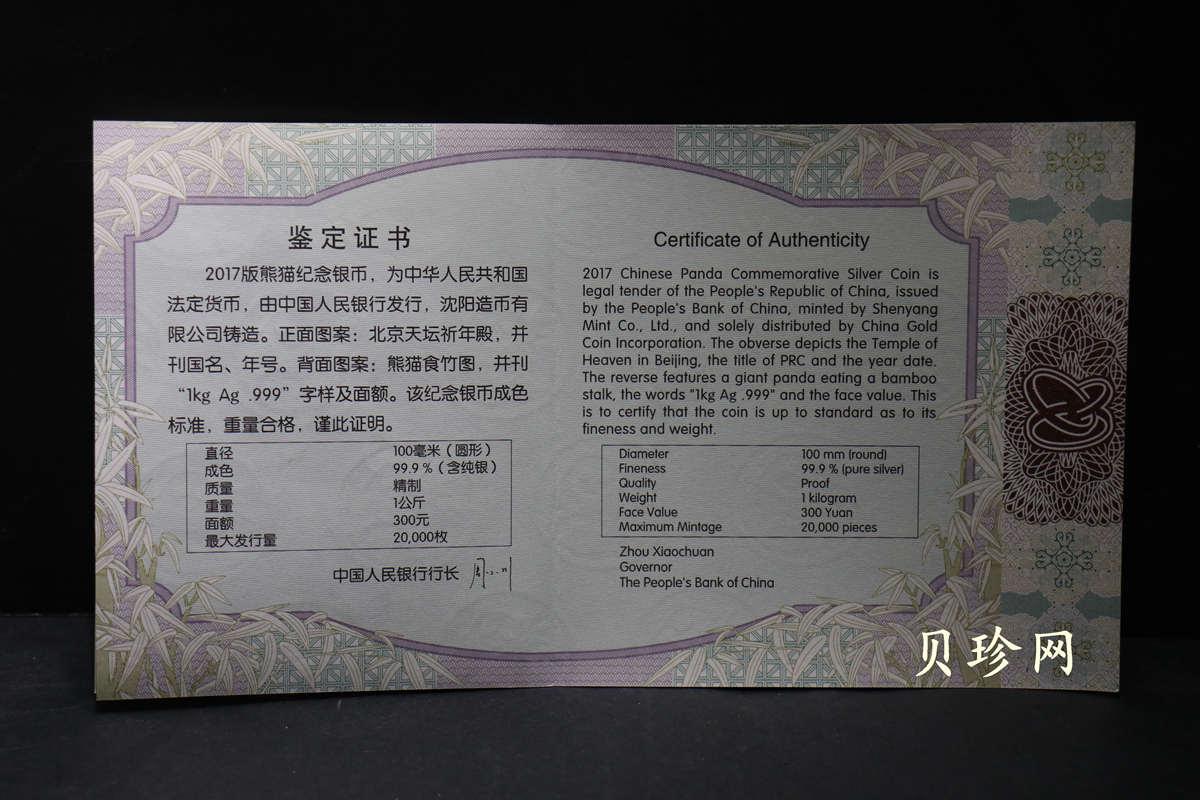 鉴定证书
2017版熊猫纪念银币，为中华人民共和国
法定货币，由中国人民银行发行，沈阳造币有
限公司铸造。正面图案：北京天坛祈年殿，并
刊国名、年号。背面图案：熊猫食竹图，并刊
“1kg Ag .999”字样及面额。该纪念银币成色
标准，重量合格，谨此证明。
直径 100毫米（圆形）
成色 99.9％（含纯银）
质量 精制
重量 1公斤
面额 300元
最大发行量 20,000枚
中国人民银行行长
Certificate of Authenticity
2017 Chinese Panda Commemorative Silver Coin is
legal tender of the People's Republic of China, issued
by the People's Bank of China, minted by Shenyang
Mint Co., Ltd., and solely distributed by China Gold
Coin Incorporation. The obverse depicts the Temple of
Heaven in Beijing, the title of PRC and the year date.
The reverse features a giant panda eating a bamboo
stalk, the words "1kg Ag .999" and the face value. This
is to certify that the coin is up to standard as to its
fineness and weight.
Diameter 100 mm (round)
Fineness 99.9 % (pure silver)
Quality Proof
Weight 1 kilogram
Face Value 300 Yuan
Maximum Mintage 20,000 pieces
Zhou Xiaochuan
Governor
The People's Bank of China
贝珍网